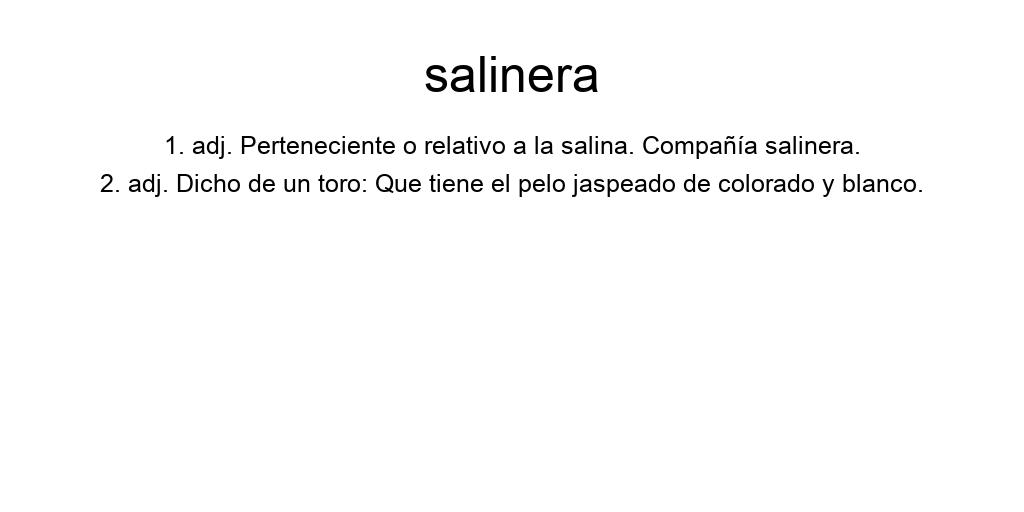 salinera
1. adj. Perteneciente o relativo a la salina. Compañía salinera.
2. adj. Dicho de un toro: Que tiene el pelo jaspeado de colorado y blanco.